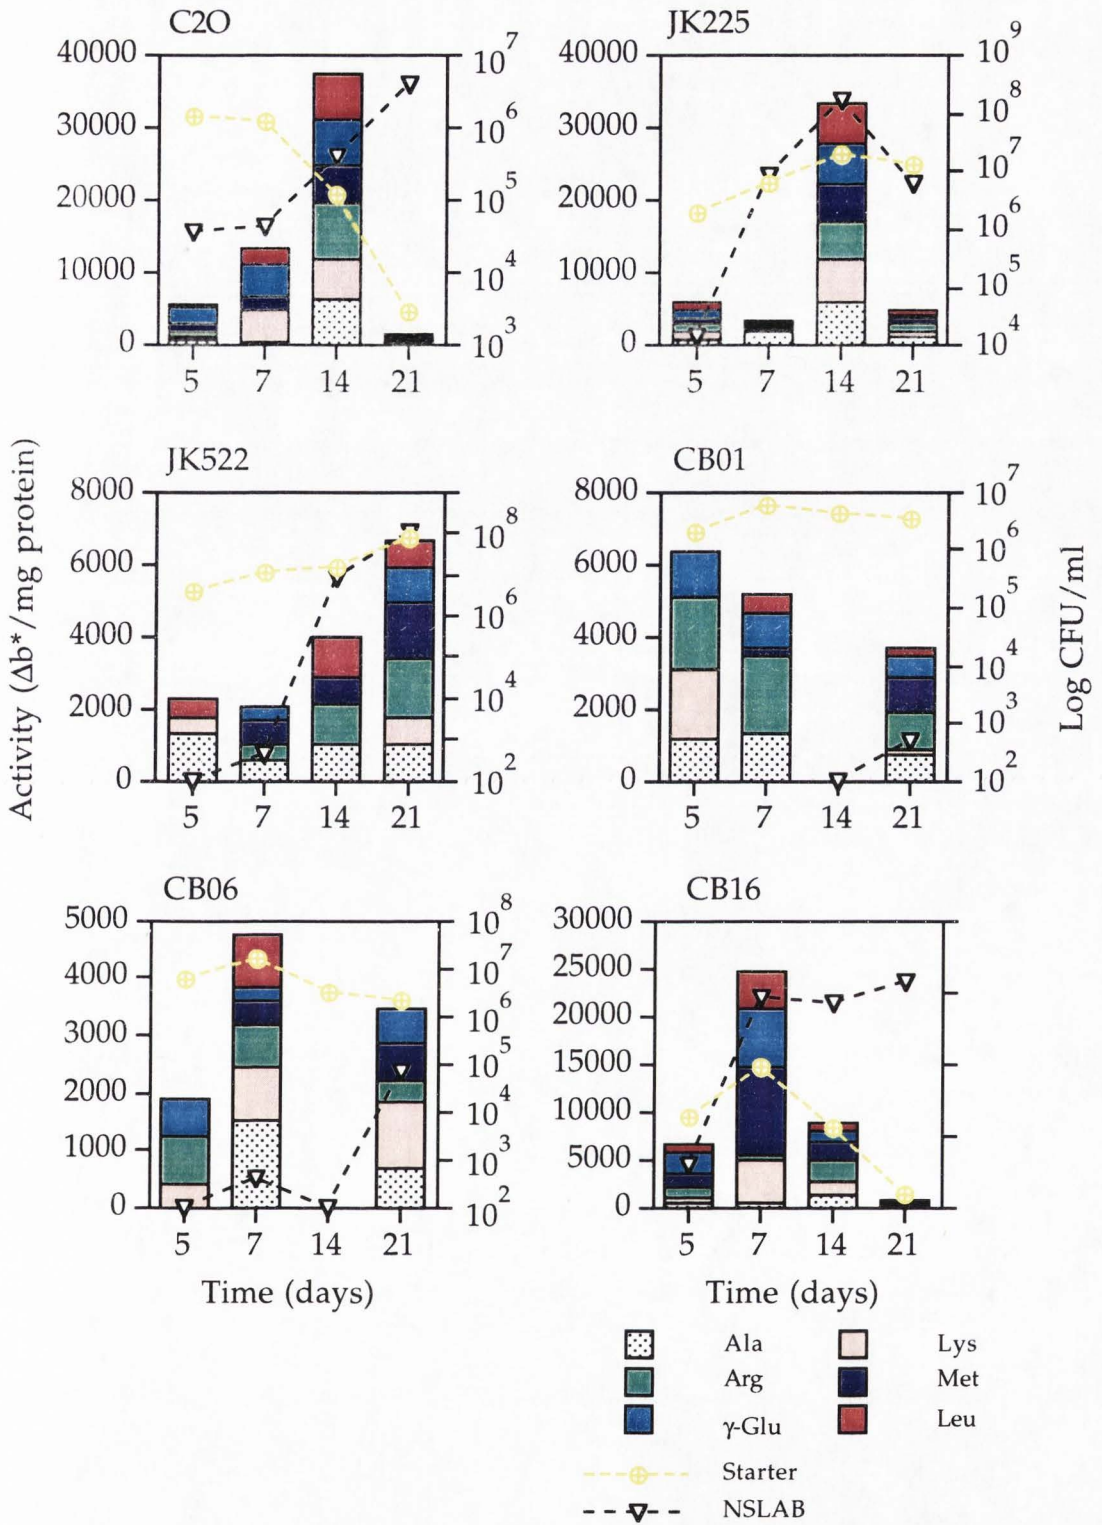 C2O
JK225
40000
30000
20000
10000
0
10^7
10^6
10^5
10^4
10^3
40000
30000
20000
10000
0
10^9
10^8
10^7
10^6
10^5
10^4
5 7 14 21
5 7 14 21
Activity (Δb*/mg protein)
JK522
CB01
8000
6000
4000
2000
0
10^8
10^6
10^4
10^2
8000
6000
4000
2000
0
10^7
10^6
10^5
10^4
10^3
10^2
Log CFU/ml
5 7 14 21
5 7 14 21
CB06
CB16
5000
4000
3000
2000
1000
0
10^8
10^7
10^6
10^5
10^4
10^3
10^2
30000
25000
20000
15000
10000
5000
0
5 7 14 21
5 7 14 21
Time (days)
Time (days)
Ala Lys
Arg Met
γ-Glu Leu
Starter
NSLAB